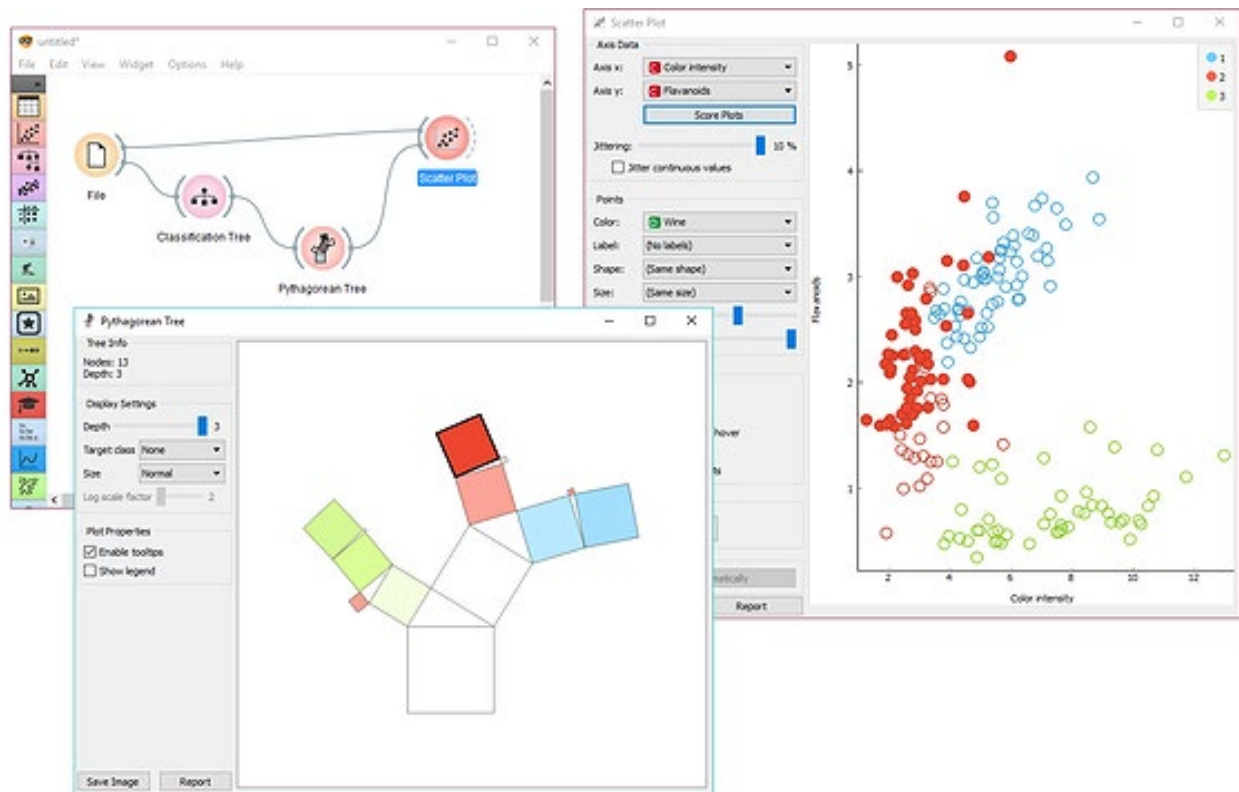 untitled*
File Edit View Widget Options Help
File
Classification Tree
Pythagorean Tree
Scatter Plot
Scatter Plot
Axis Data
Axis x: Color intensity
Axis y: Flavanoids
Score Plots
Jittering: 10 %
Jitter continuous values
Points
Color: Wine
Label: (No labels)
Shape: (Same shape)
Size: (Same size)
hover
Report
1
2
3
5
4
3
2
1
2 4 6 8 10 12
Color intensity
Pythagorean Tree
Tree Info
Nodes: 13
Depth: 3
Display Settings
Depth 3
Target class None
Size Normal
Log scale factor 2
Plot Properties
Enable tooltips
Show legend
Save Image Report